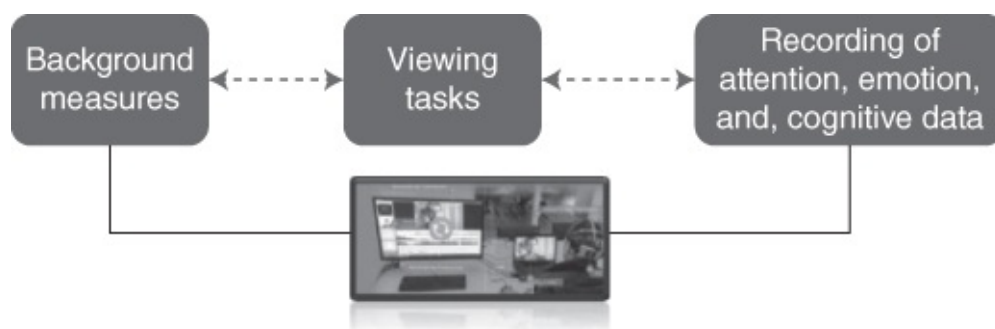 Background
measures
Viewing
tasks
Recording of
attention, emotion,
and, cognitive data